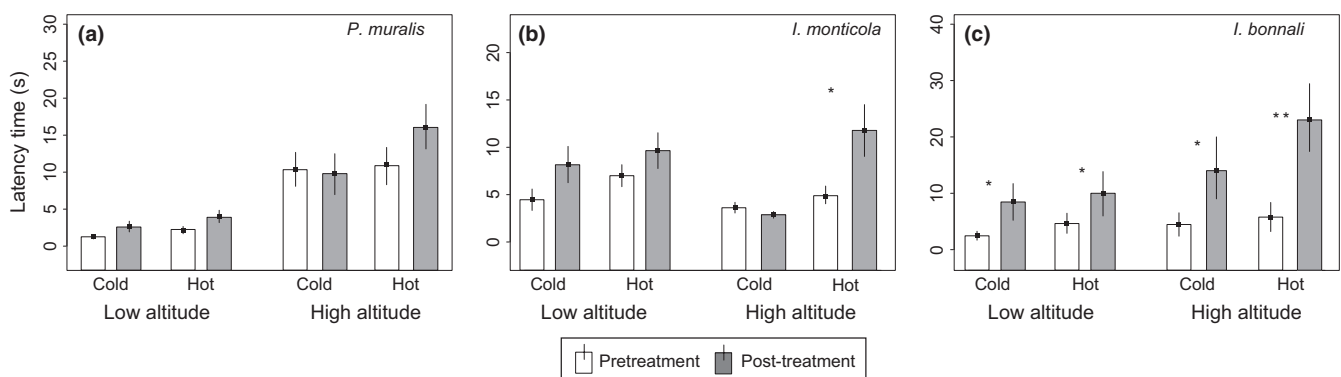 (a) P. muralis
Latency time (s)
30
25
20
15
10
5
0
Cold Hot Cold Hot
Low altitude High altitude
(b) I. monticola
20
15
10
5
0
*
Cold Hot Cold Hot
Low altitude High altitude
(c) I. bonnali
40
30
20
10
0
* * * **
Cold Hot Cold Hot
Low altitude High altitude
Pretreatment Post-treatment